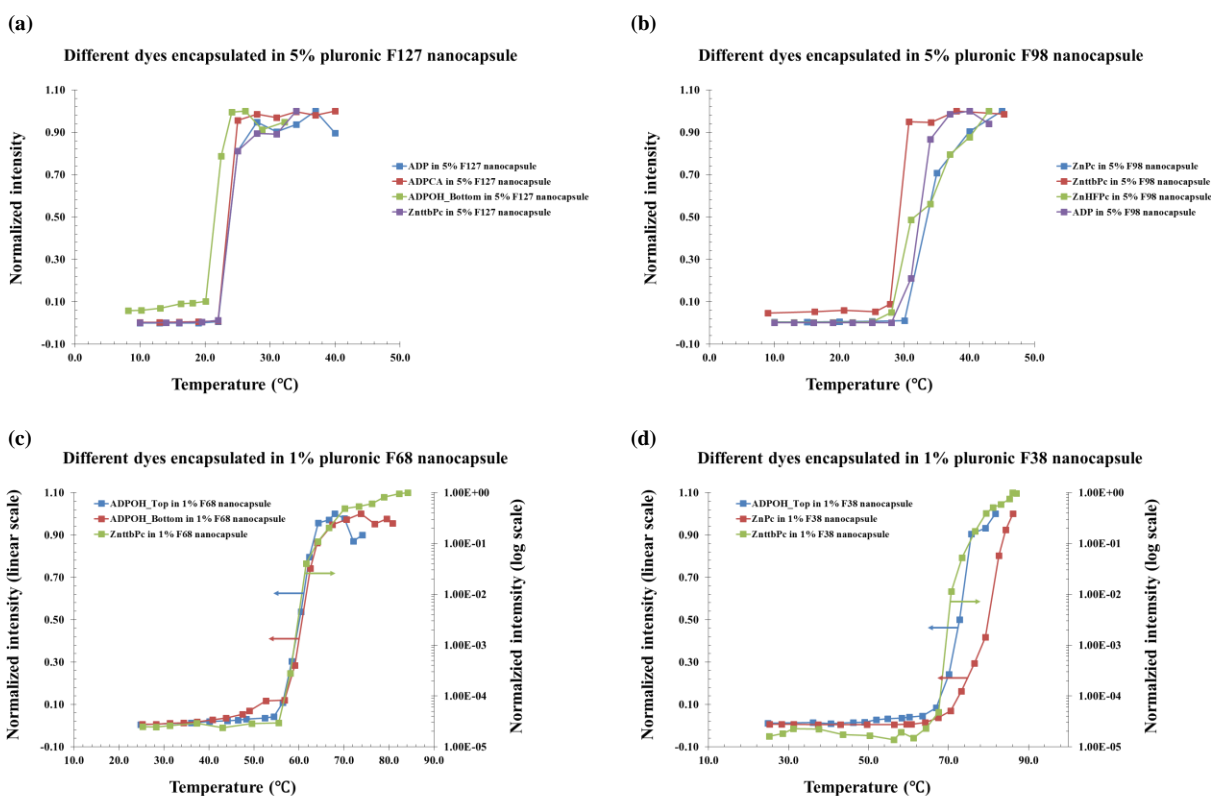 (a)
Different dyes encapsulated in 5% pluronic F127 nanocapsule
1.10
0.90
0.70
0.50
0.30
0.10
-0.10
Normalized intensity
ADP in 5% F127 nanocapsule
ADPCA in 5% F127 nanocapsule
ADPOH_Bottom in 5% F127 nanocapsule
ZnttbPc in 5% F127 nanocapsule
0.0 10.0 20.0 30.0 40.0 50.0
Temperature (℃)
(b)
Different dyes encapsulated in 5% pluronic F98 nanocapsule
1.10
0.90
0.70
0.50
0.30
0.10
-0.10
Normalized intensity
ZnPc in 5% F98 nanocapsule
ZnttbPc in 5% F98 nanocapsule
ZnHFPc in 5% F98 nanocapsule
ADP in 5% F98 nanocapsule
0.0 10.0 20.0 30.0 40.0 50.0
Temperature (℃)
(c)
Different dyes encapsulated in 1% pluronic F68 nanocapsule
1.10
0.90
0.70
0.50
0.30
0.10
-0.10
Normalized intensity (linear scale)
ADPOH_Top in 1% F68 nanocapsule
ADPOH_Bottom in 1% F68 nanocapsule
ZnttbPc in 1% F68 nanocapsule
1.00E+00
1.00E-01
1.00E-02
1.00E-03
1.00E-04
1.00E-05
Normalzied intensity (log scale)
10.0 20.0 30.0 40.0 50.0 60.0 70.0 80.0 90.0
Temperature (℃)
(d)
Different dyes encapsulated in 1% pluronic F38 nanocapsule
1.10
0.90
0.70
0.50
0.30
0.10
-0.10
Normalized intensity (linear scale)
ADPOH_Top in 1% F38 nanocapsule
ZnPc in 1% F38 nanocapsule
ZnttbPc in 1% F38 nanocapsule
1.00E+00
1.00E-01
1.00E-02
1.00E-03
1.00E-04
1.00E-05
Normalzied intensity (log scale)
10.0 30.0 50.0 70.0 90.0
Temperature (℃)